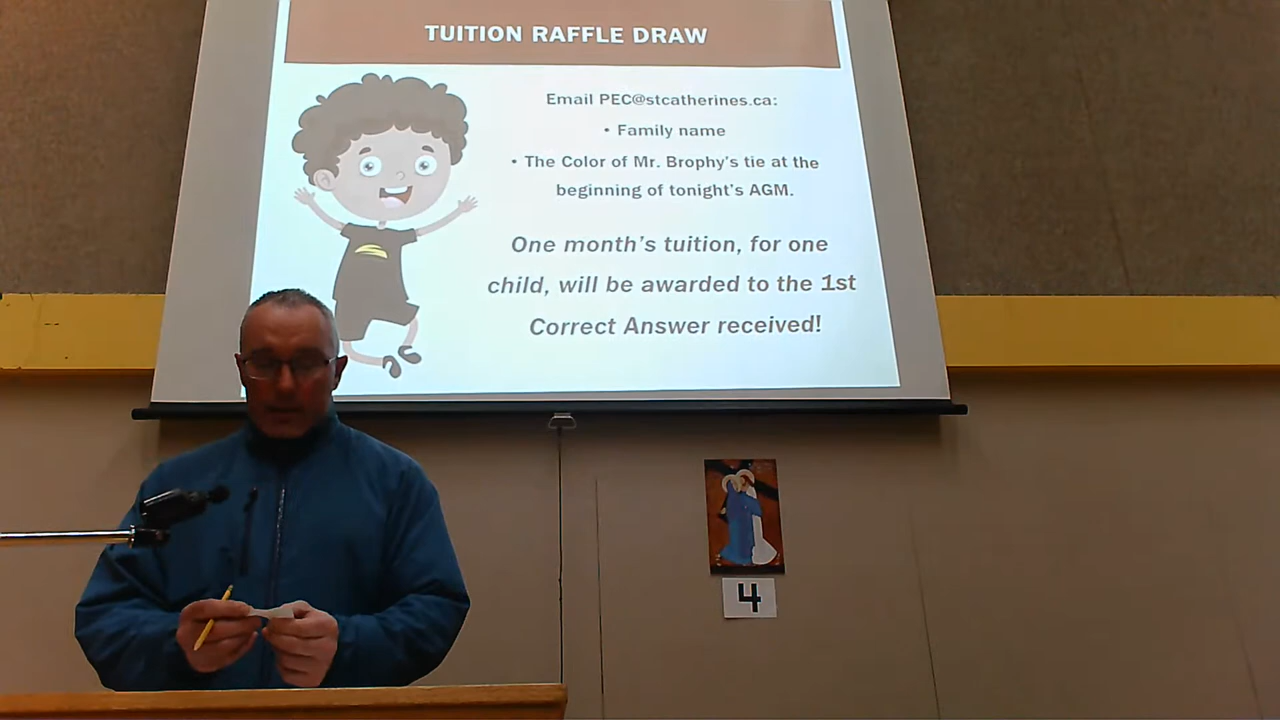 TUITION RAFFLE DRAW
Email PEC@stcatherines.ca:
• Family name
• The Color of Mr. Brophy's tie at the
beginning of tonight's AGM.
One month's tuition, for one
child, will be awarded to the 1st
Correct Answer received!
4